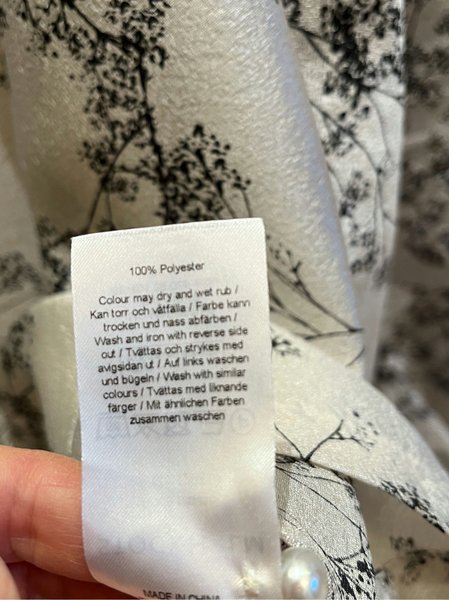 100% Polyester
Colour may dry and wet rub /
Kan torr och våtfälla / Farbe kann
trocken und nass abfärben /
Wash and iron with reverse side
out / Tvättas och strykes med
avigsidan ut / Auf links waschen
und bügeln / Wash with similar
colours / Tvättas med liknande
färger / Mit ähnlichen Farben
zusammen waschen
MADE IN CHINA